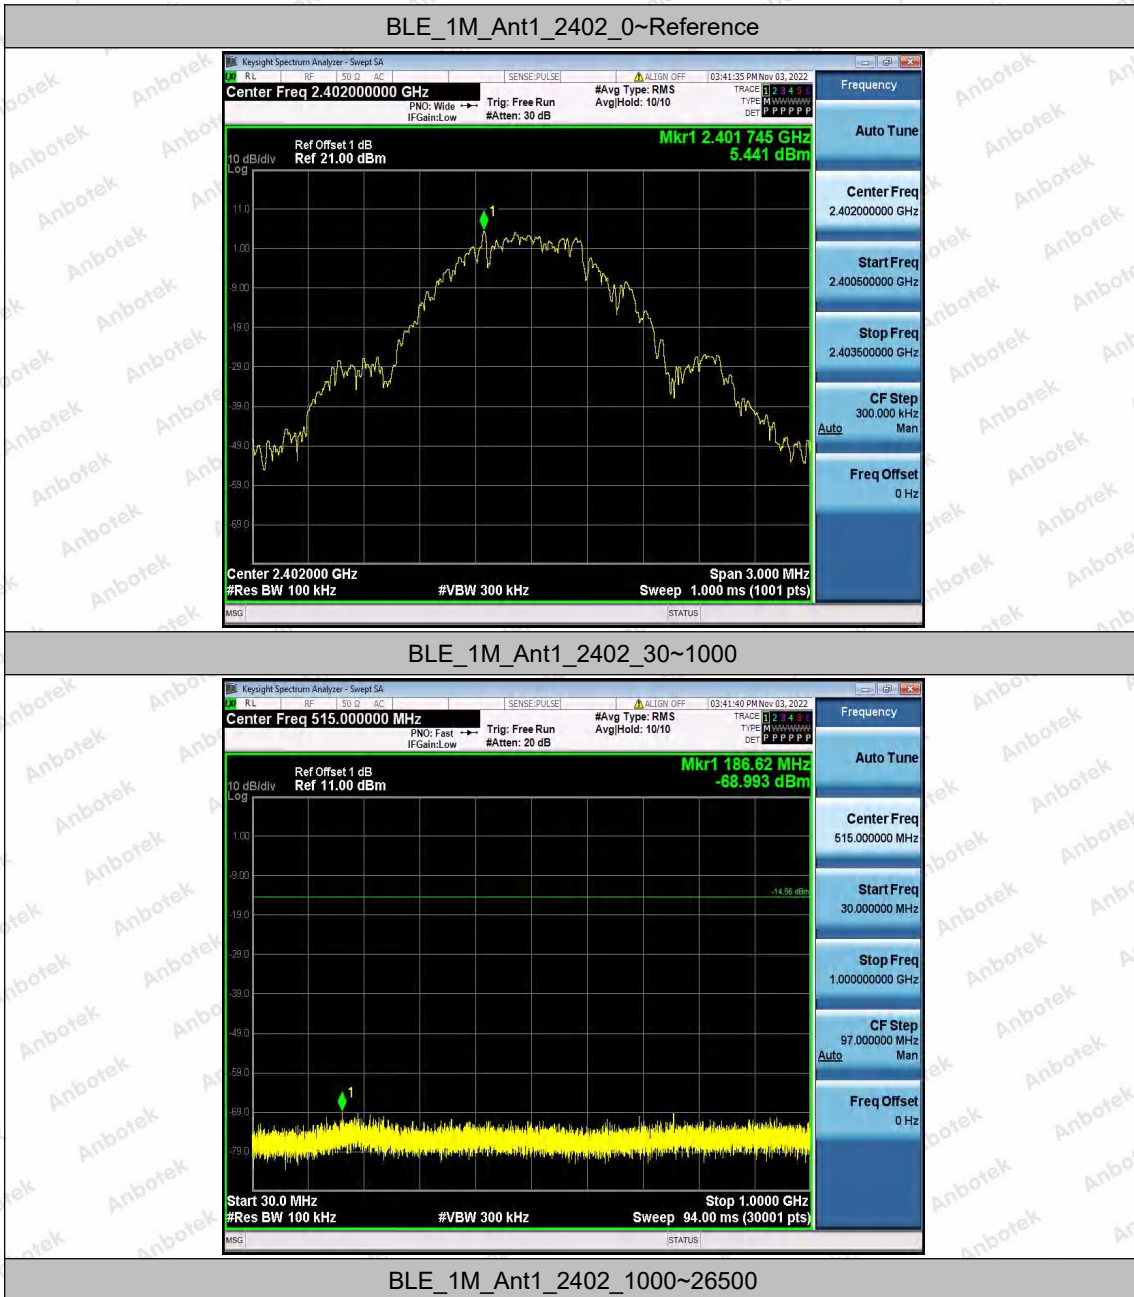 BLE_1M_Ant1_2402_0~Reference
Keysight Spectrum Analyzer - Swept SA
RL RF 50 Ω AC SENSE:PULSE ALIGN OFF 03:41:35 PM Nov 03, 2022
Center Freq 2.402000000 GHz
PNO: Wide
IFGain:Low
Trig: Free Run
#Atten: 30 dB
#Avg Type: RMS
Avg|Hold: 10/10
TRACE 1 2 3 4 5 6
TYPE M W W W W W
DET P P P P P P
Ref Offset 1 dB
Ref 21.00 dBm
10 dB/div
Log
Mkr1 2.401 745 GHz
5.441 dBm
1
11.0
1.00
-9.00
-19.0
-29.0
-39.0
-49.0
-59.0
-69.0
Center 2.402000 GHz
Span 3.000 MHz
#Res BW 100 kHz
#VBW 300 kHz
Sweep 1.000 ms (1001 pts)
MSG
STATUS
Frequency
Auto Tune
Center Freq
2.402000000 GHz
Start Freq
2.400500000 GHz
Stop Freq
2.403500000 GHz
CF Step
300.000 kHz
Auto Man
Freq Offset
0 Hz
BLE_1M_Ant1_2402_30~1000
Keysight Spectrum Analyzer - Swept SA
RL RF 50 Ω AC SENSE:PULSE ALIGN OFF 03:41:40 PM Nov 03, 2022
Center Freq 515.000000 MHz
PNO: Fast
IFGain:Low
Trig: Free Run
#Atten: 20 dB
#Avg Type: RMS
Avg|Hold: 10/10
TRACE 1 2 3 4 5 6
TYPE M W W W W W
DET P P P P P P
Ref Offset 1 dB
Ref 11.00 dBm
10 dB/div
Log
Mkr1 186.62 MHz
-68.993 dBm
1.00
-9.00
-14.56 dBm
-19.0
-29.0
-39.0
-49.0
-59.0
1
-69.0
-79.0
Start 30.0 MHz
Stop 1.0000 GHz
#Res BW 100 kHz
#VBW 300 kHz
Sweep 94.00 ms (30001 pts)
MSG
STATUS
Frequency
Auto Tune
Center Freq
515.000000 MHz
Start Freq
30.000000 MHz
Stop Freq
1.000000000 GHz
CF Step
97.000000 MHz
Auto Man
Freq Offset
0 Hz
BLE_1M_Ant1_2402_1000~26500